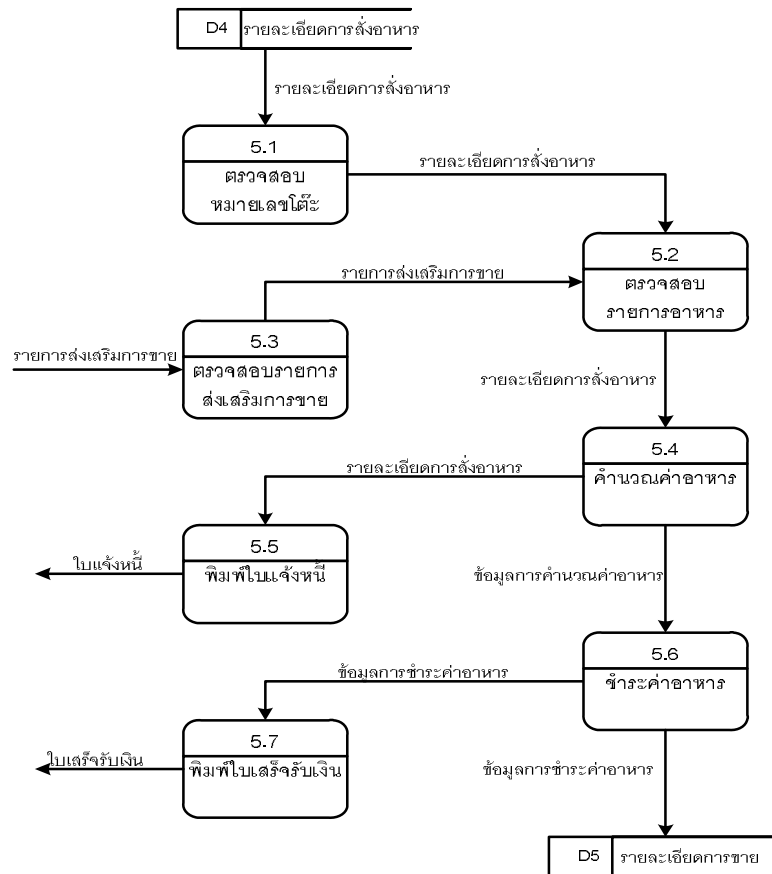 D4 รายละเอียดการสั่งอาหาร
รายละเอียดการสั่งอาหาร
5.1
ตรวจสอบ
หมายเลขโต๊ะ
รายละเอียดการสั่งอาหาร
5.2
ตรวจสอบ
รายการอาหาร
รายการส่งเสริมการขาย
5.3
ตรวจสอบรายการ
ส่งเสริมการขาย
รายการส่งเสริมการขาย
รายละเอียดการสั่งอาหาร
5.4
คำนวณค่าอาหาร
รายละเอียดการสั่งอาหาร
5.5
พิมพ์ใบแจ้งหนี้
ใบแจ้งหนี้
ข้อมูลการคำนวณค่าอาหาร
5.6
ชำระค่าอาหาร
ข้อมูลการชำระค่าอาหาร
5.7
พิมพ์ใบเสร็จรับเงิน
ใบเสร็จรับเงิน
ข้อมูลการชำระค่าอาหาร
D5 รายละเอียดการขาย